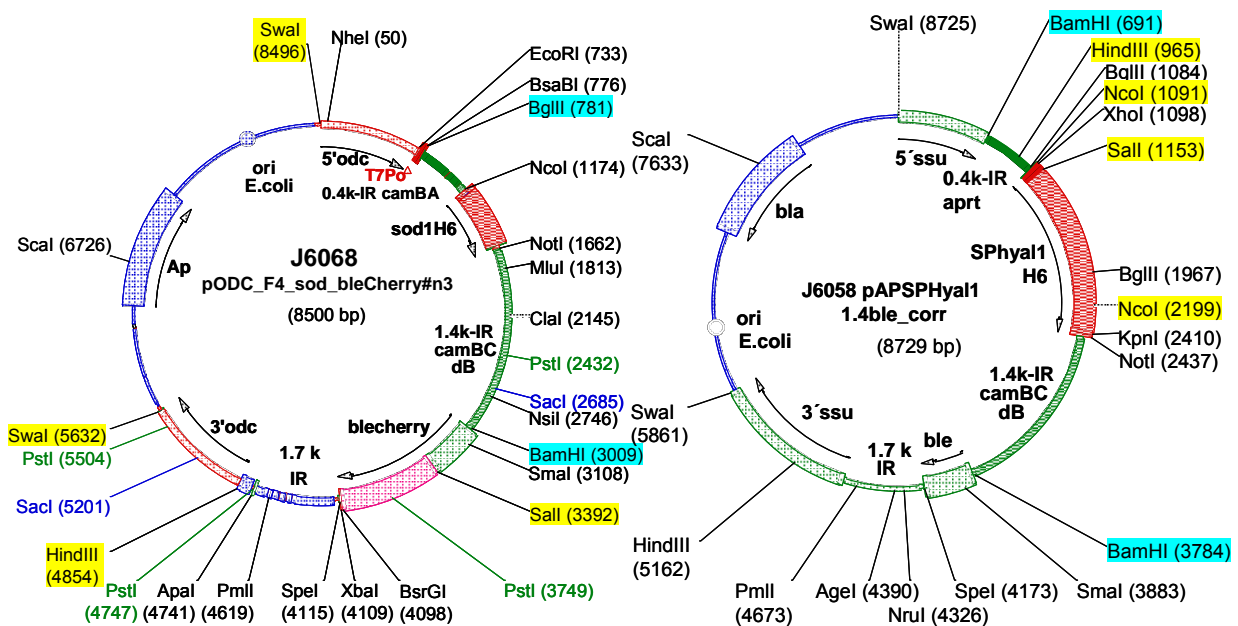 SwaI
(8496)
NheI (50)
EcoRI (733)
BsaBI (776)
BglII (781)
NcoI (1174)
NotI (1662)
MluI (1813)
ClaI (2145)
PstI (2432)
SacI (2685)
NsiI (2746)
BamHI (3009)
SmaI (3108)
SalI (3392)
PstI (3749)
BsrGI
(4098)
XbaI
(4109)
SpeI
(4115)
PmlI
(4619)
ApaI
(4741)
PstI
(4747)
HindIII
(4854)
SacI (5201)
PstI (5504)
SwaI (5632)
ScaI (6726)
ori
E.coli
5'odc
T7Po
0.4k-IR camBA
sod1H6
Ap
J6068
pODC_F4_sod_bleCherry#n3
(8500 bp)
1.4k-IR
camBC
dB
blecherry
1.7 k
IR
3'odc
SwaI
(8725)
BamHI (691)
HindIII (965)
BglII (1084)
NcoI (1091)
XhoI (1098)
SalI (1153)
BglII (1967)
NcoI (2199)
KpnI (2410)
NotI (2437)
BamHI (3784)
SmaI (3883)
SpeI (4173)
NruI (4326)
AgeI (4390)
PmlI
(4673)
HindIII
(5162)
SwaI
(5861)
ScaI
(7633)
5´ssu
0.4k-IR
aprt
bla
SPhyal1
H6
J6058 pAPSPHyal1
1.4ble_corr
(8729 bp)
ori
E.coli
1.4k-IR
camBC
dB
3´ssu
1.7k
IR
ble